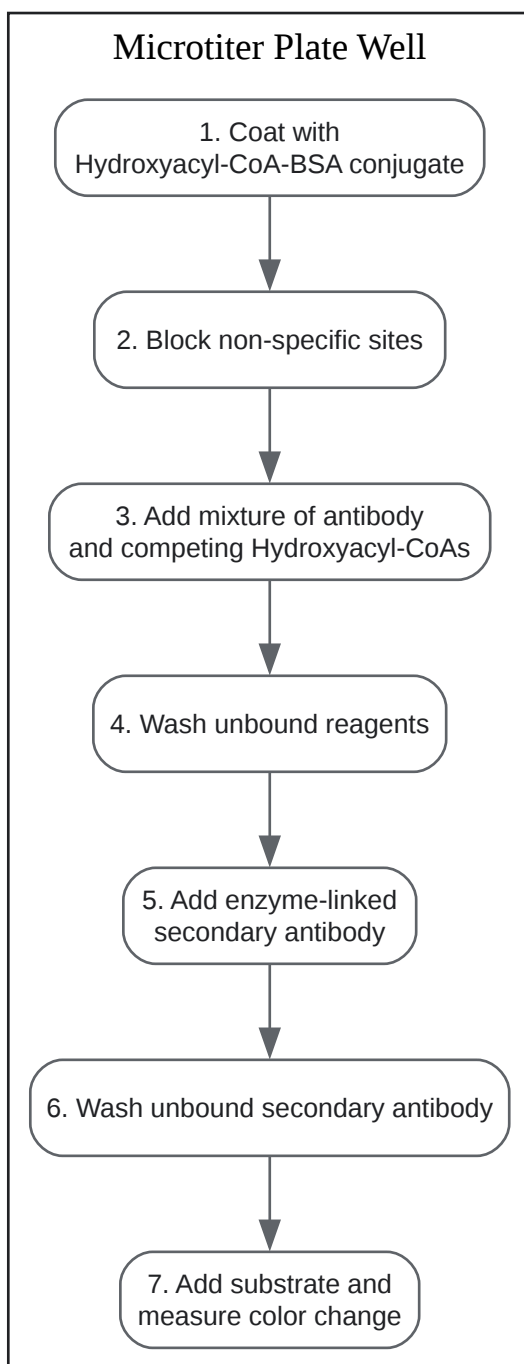 Microtiter Plate Well
1. Coat with
Hydroxyacyl-CoA-BSA conjugate
2. Block non-specific sites
3. Add mixture of antibody
and competing Hydroxyacyl-CoAs
4. Wash unbound reagents
5. Add enzyme-linked
secondary antibody
6. Wash unbound secondary antibody
7. Add substrate and
measure color change